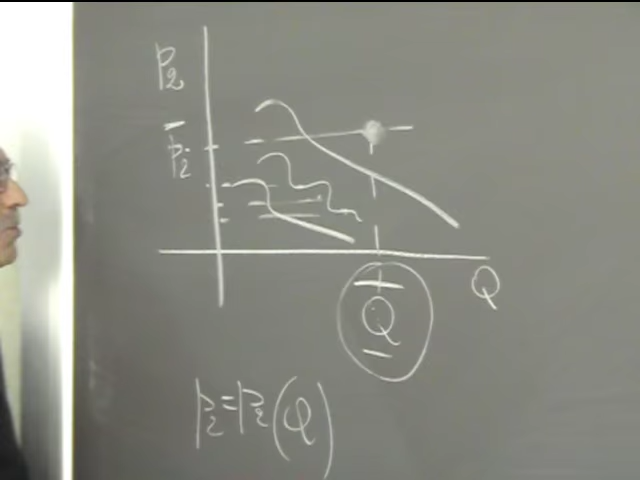 P₂
P̄₂
Q
Q̄
P₂=P₂(Q)